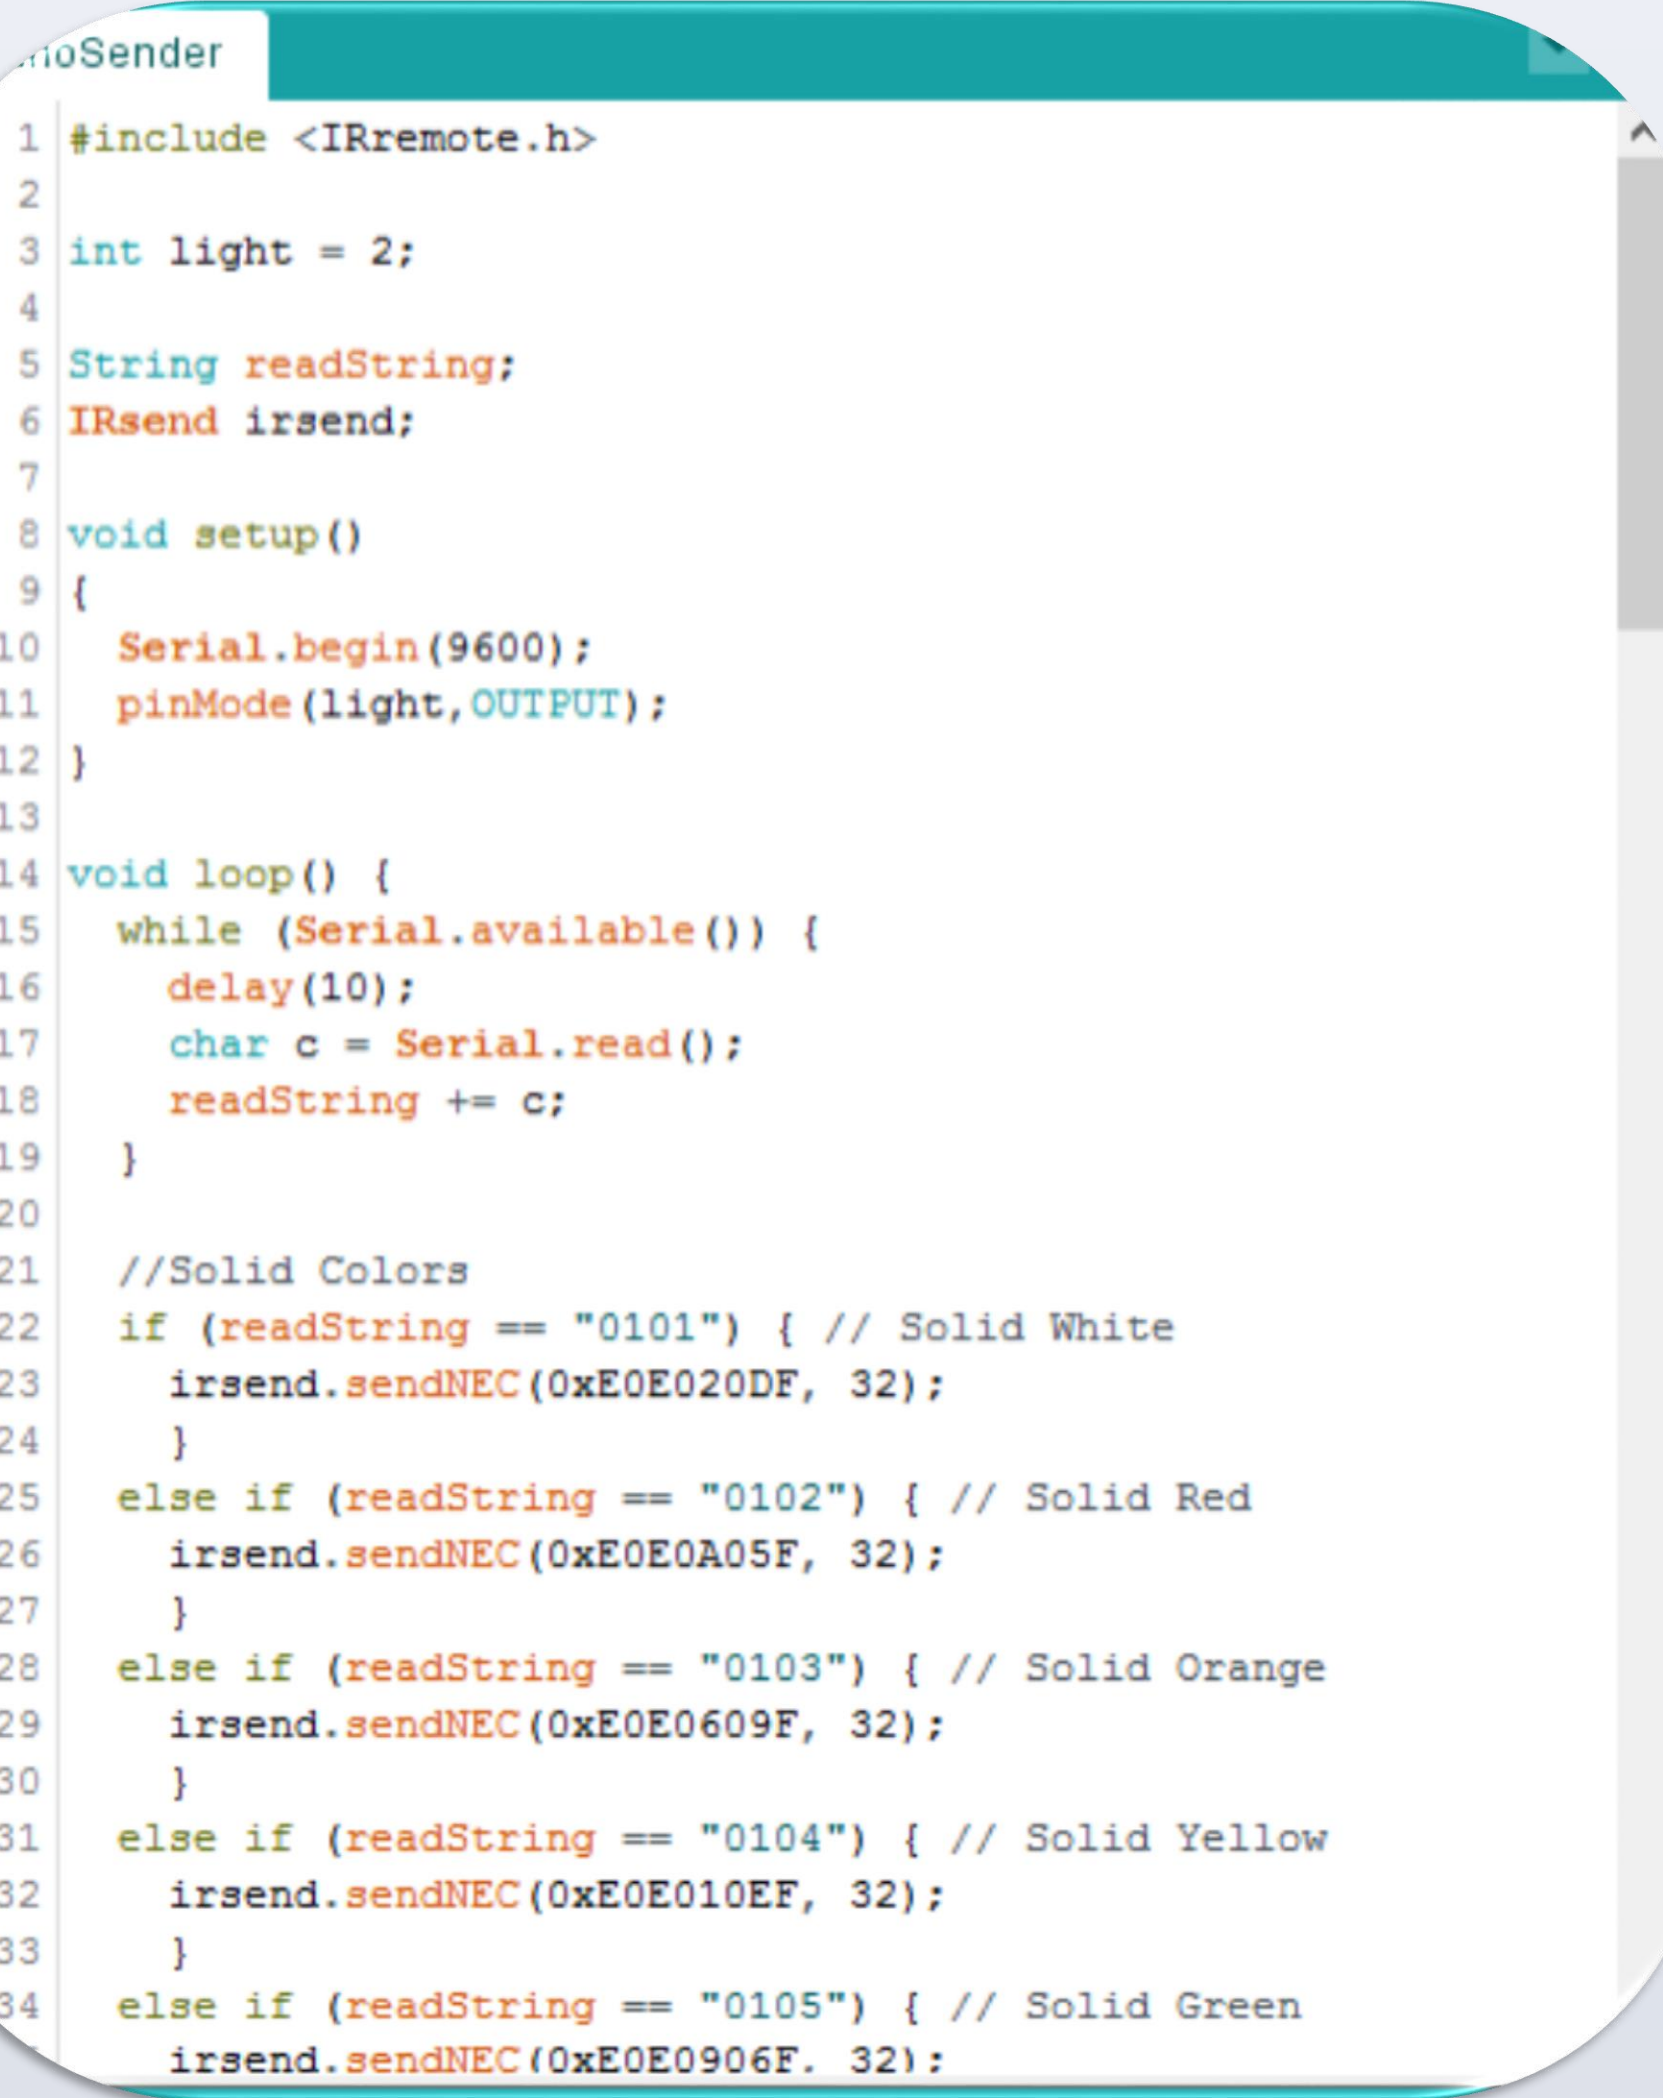 noSender
1 #include <IRremote.h>
2
3 int light = 2;
4
5 String readString;
6 IRsend irsend;
7
8 void setup()
9 {
10 Serial.begin(9600);
11 pinMode(light,OUTPUT);
12 }
13
14 void loop() {
15 while (Serial.available()) {
16 delay(10);
17 char c = Serial.read();
18 readString += c;
19 }
20
21 //Solid Colors
22 if (readString == "0101") { // Solid White
23 irsend.sendNEC(0xE0E020DF, 32);
24 }
25 else if (readString == "0102") { // Solid Red
26 irsend.sendNEC(0xE0E0A05F, 32);
27 }
28 else if (readString == "0103") { // Solid Orange
29 irsend.sendNEC(0xE0E0609F, 32);
30 }
31 else if (readString == "0104") { // Solid Yellow
32 irsend.sendNEC(0xE0E010EF, 32);
33 }
34 else if (readString == "0105") { // Solid Green
irsend.sendNEC(0xE0E0906F, 32);